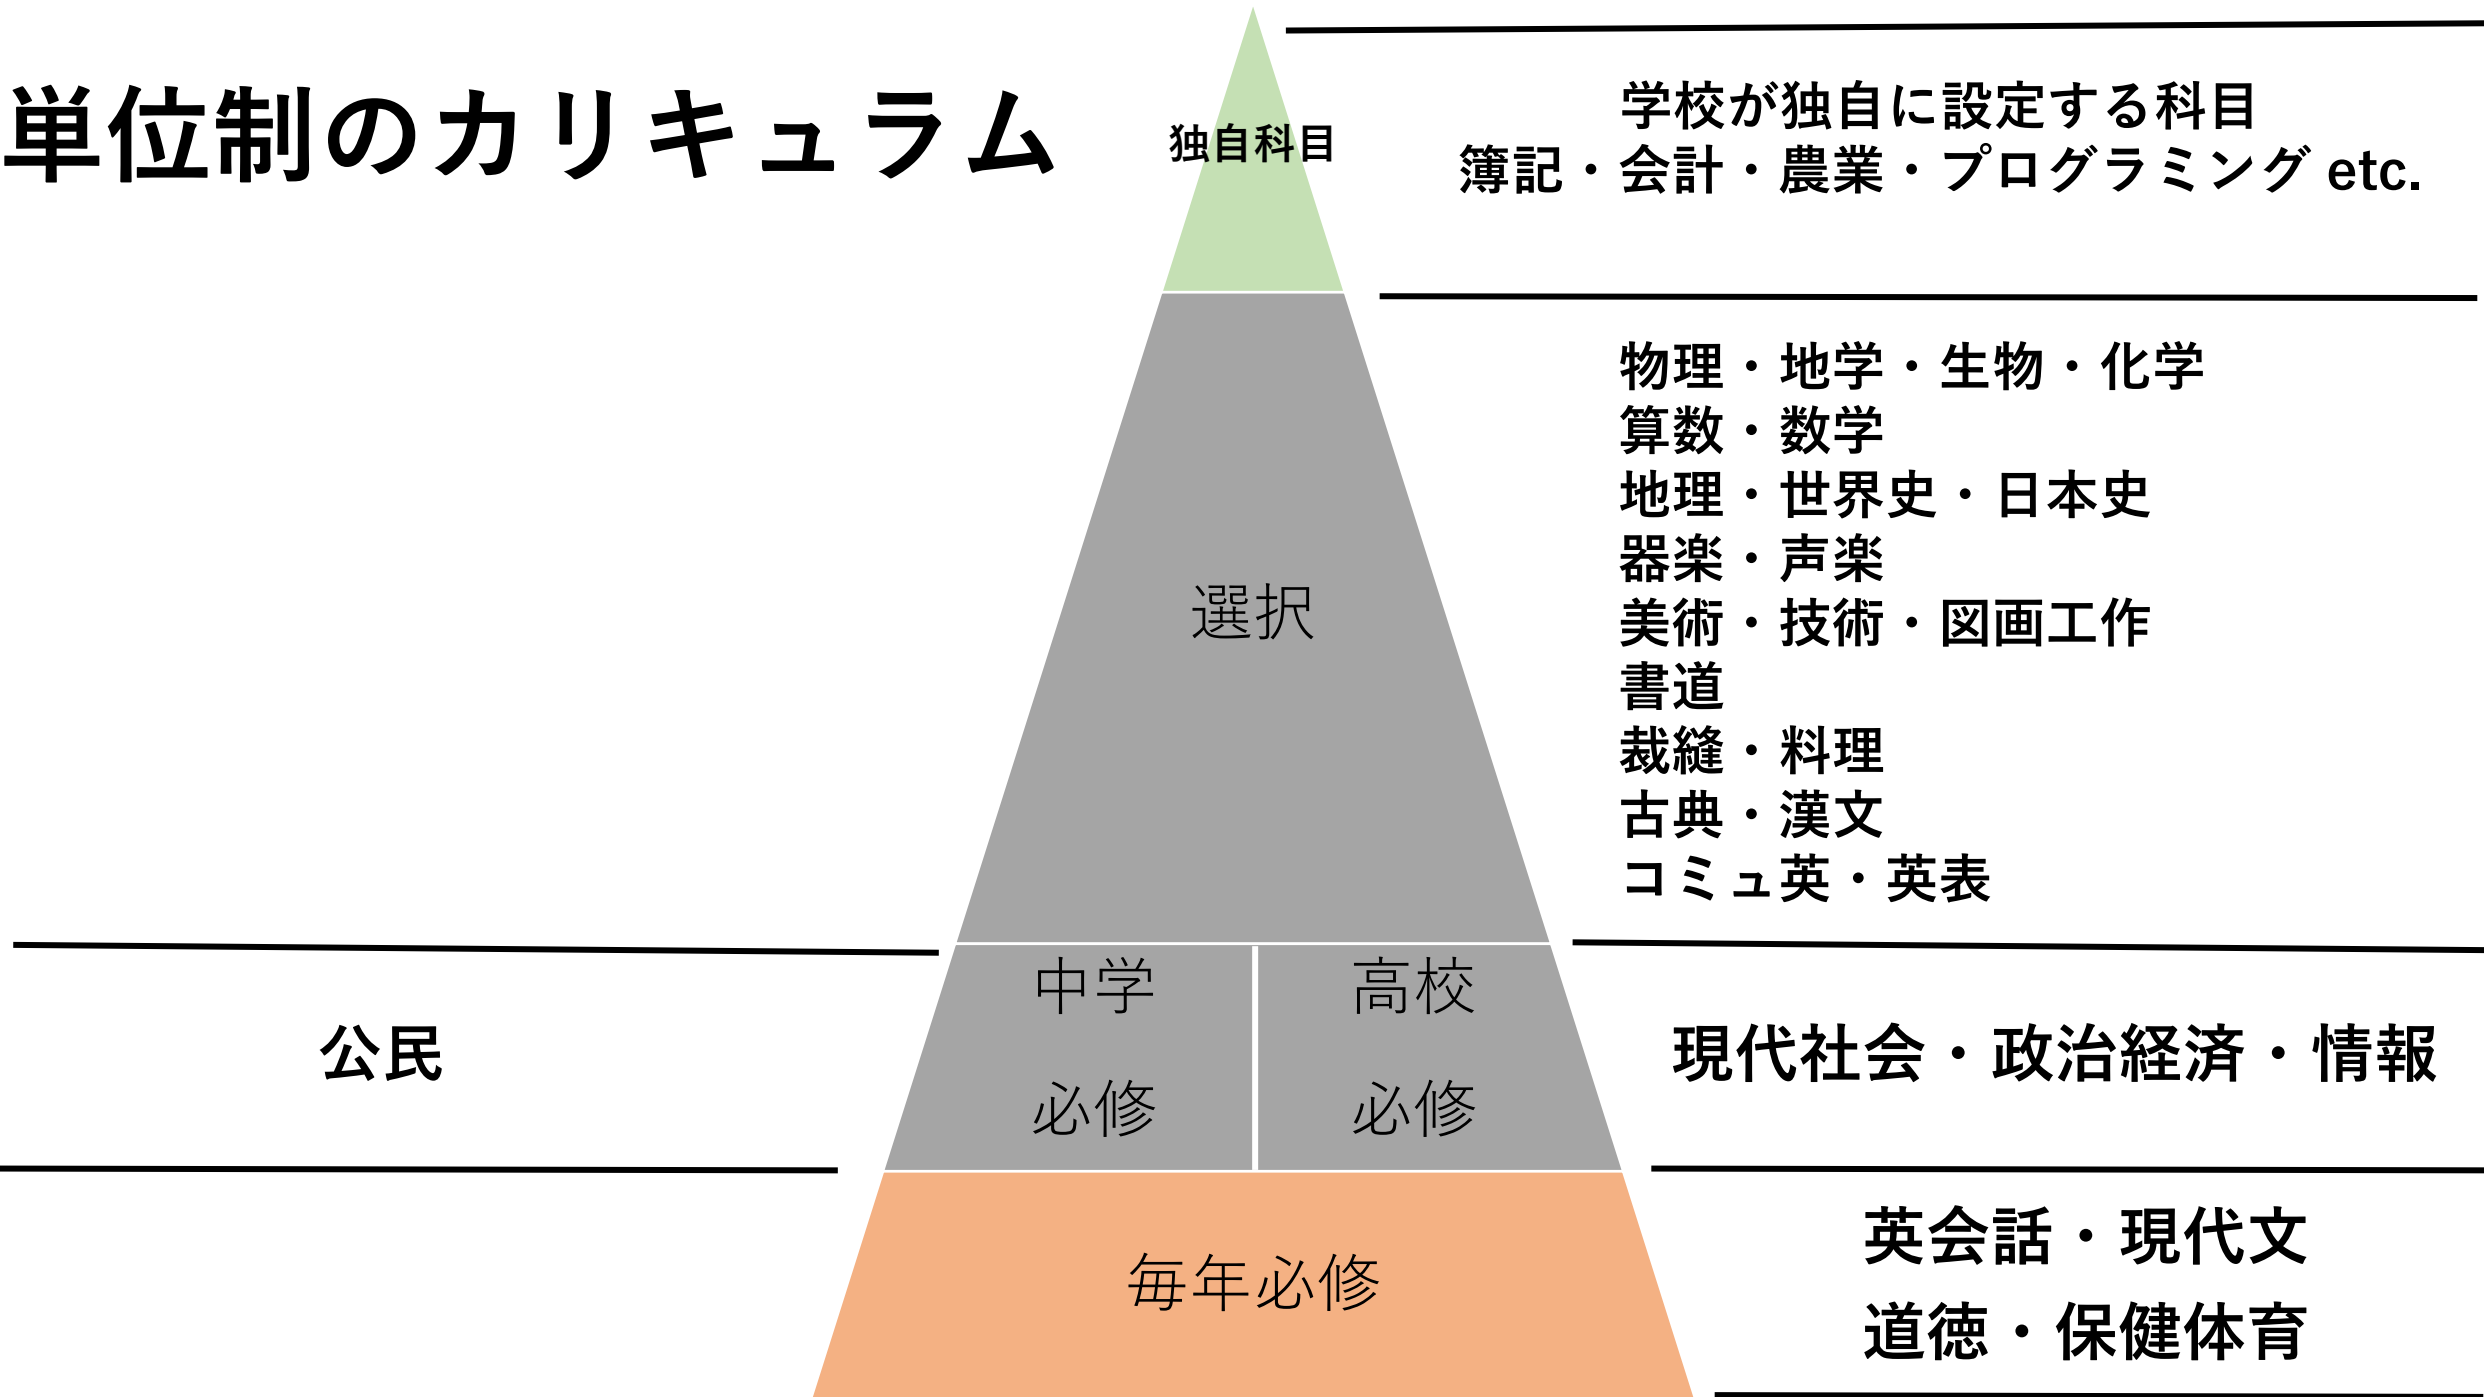 単位制のカリキュラム
独自科目
学校が独自に設定する科目
簿記・会計・農業・プログラミング etc.
選択
物理・地学・生物・化学
算数・数学
地理・世界史・日本史
器楽・声楽
美術・技術・図画工作
書道
裁縫・料理
古典・漢文
コミュ英・英表
公民
中学
必修
高校
必修
現代社会・政治経済・情報
毎年必修
英会話・現代文
道徳・保健体育